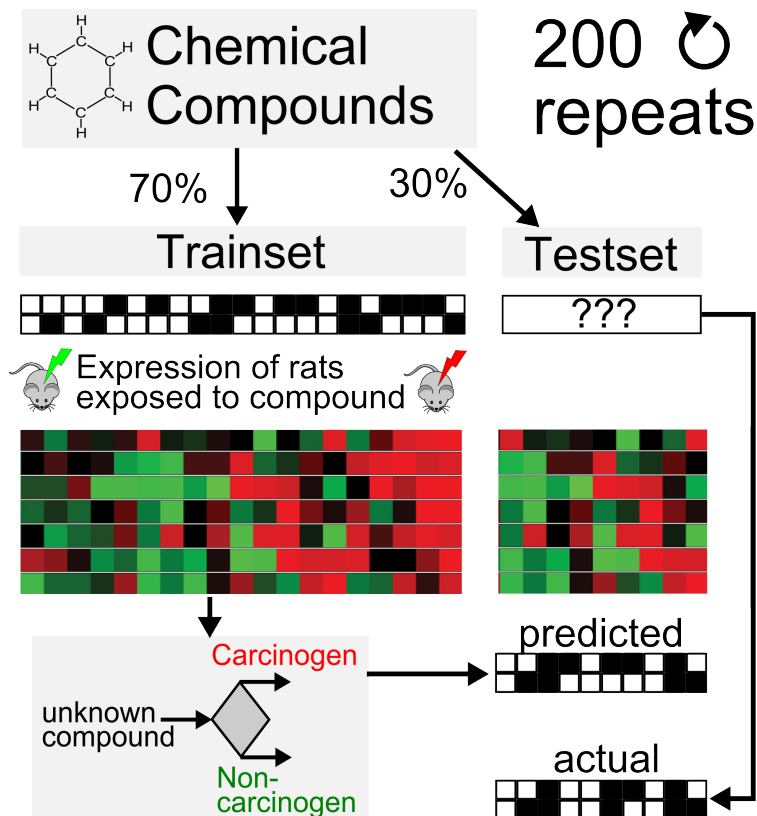 H
H C H
C C
C C
H C H
H
Chemical
Compounds
200
repeats
70%
30%
Trainset
Testset
???
Expression of rats
exposed to compound
predicted
Carcinogen
unknown
compound
Non-
carcinogen
actual